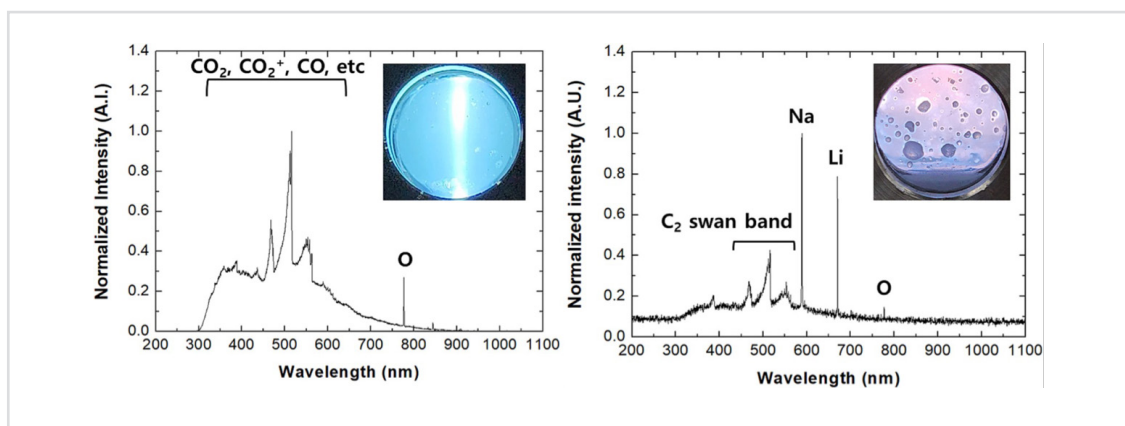 1.4
1.2
1.0
0.8
0.6
0.4
0.2
0.0
200 300 400 500 600 700 800 900 1000 1100
Normalized Intensity (A.I.)
Wavelength (nm)
CO₂, CO₂⁺, CO, etc
O
1.4
1.2
1.0
0.8
0.6
0.4
0.2
0.0
200 300 400 500 600 700 800 900 1000 1100
Normalized intensity (A.U.)
Wavelength (nm)
Na
Li
C₂ swan band
O